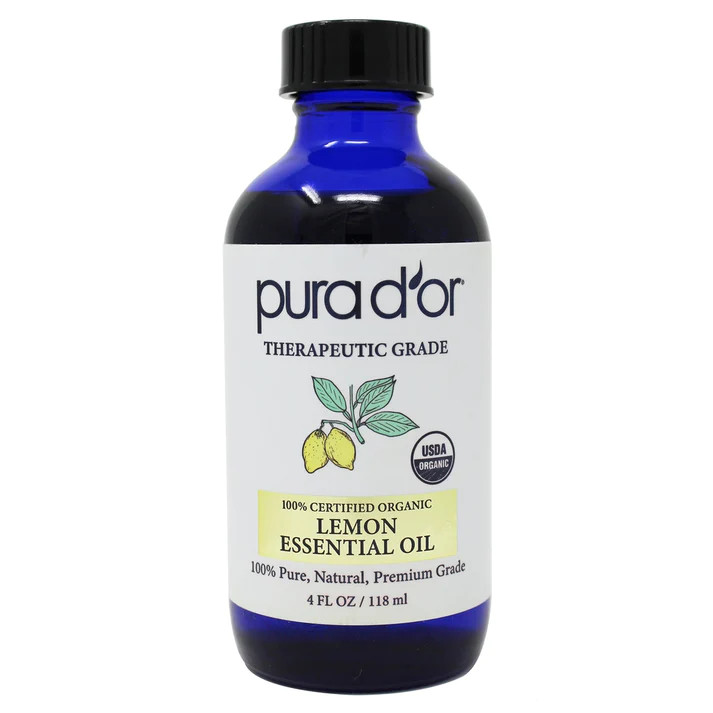 pura d'or®
THERAPEUTIC GRADE
USDA
ORGANIC
100% CERTIFIED ORGANIC
LEMON
ESSENTIAL OIL
100% Pure, Natural, Premium Grade
4 FL OZ / 118 ml